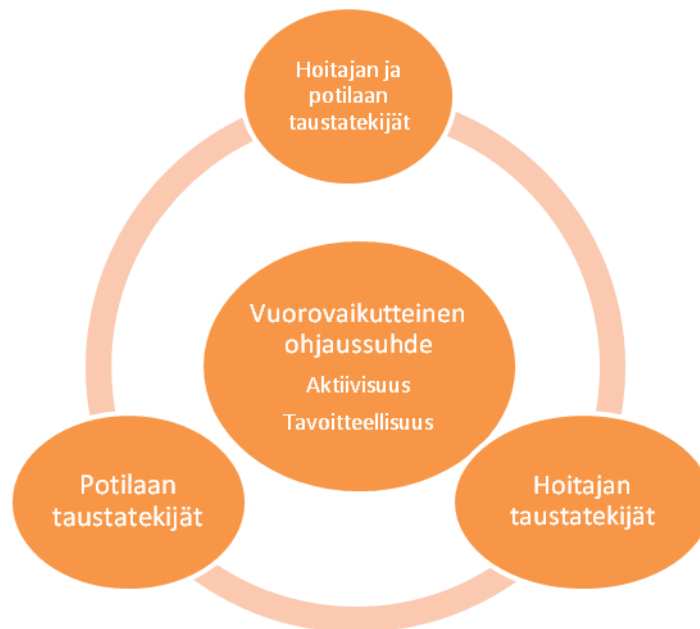 Hoitajan ja
potilaan
taustatekijät
Vuorovaikutteinen
ohjaussuhde
Aktiivisuus
Tavoitteellisuus
Potilaan
taustatekijät
Hoitajan
taustatekijät